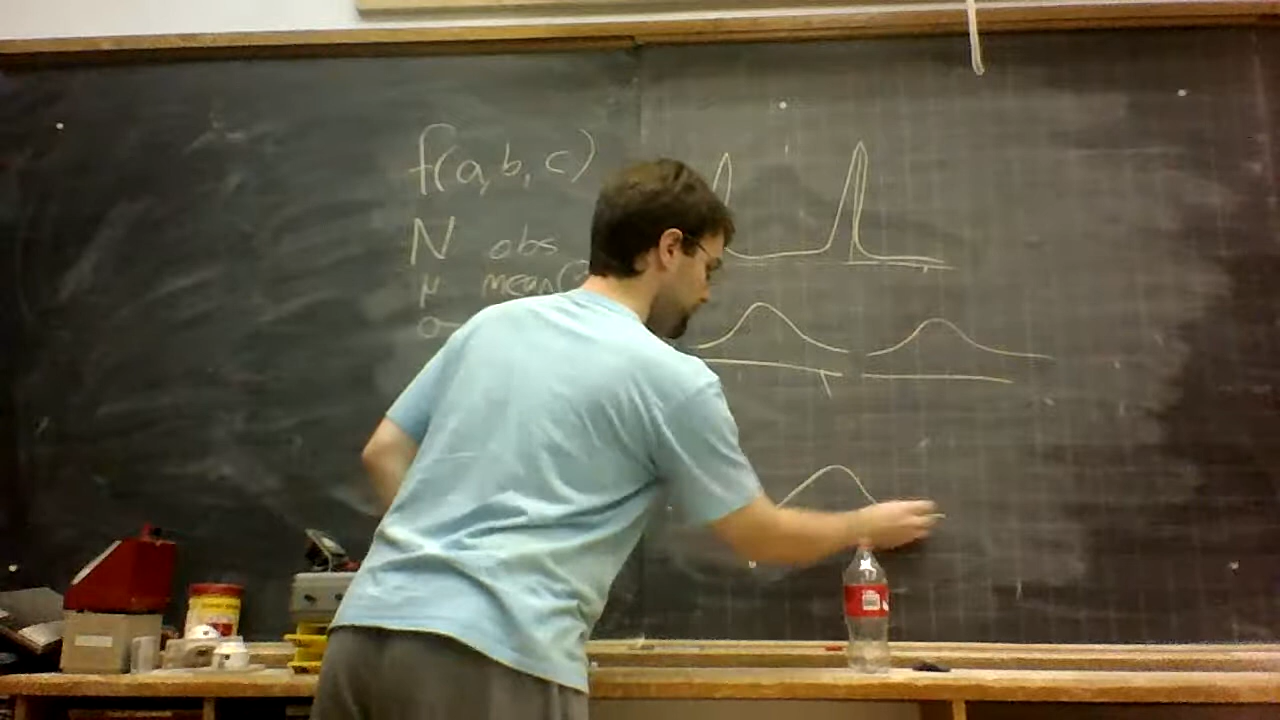 f(a,b,c)
N obs
μ mean(
σ